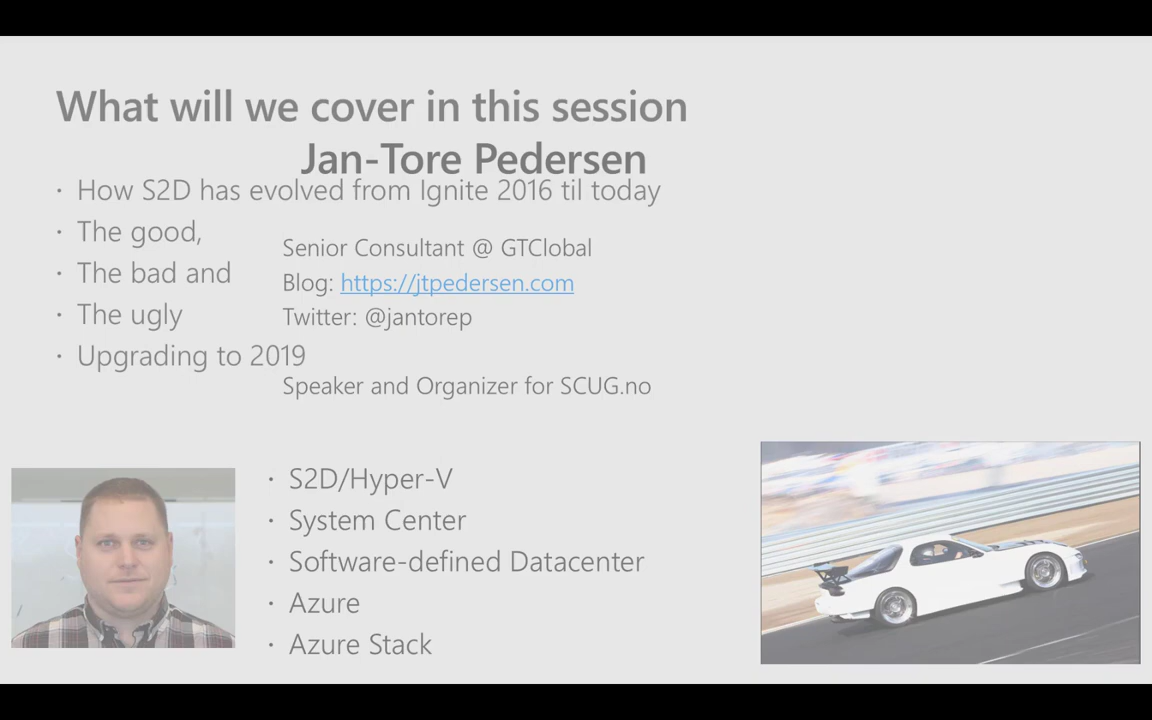 What will we cover in this session
Jan-Tore Pedersen
· How S2D has evolved from Ignite 2016 til today
· The good,
· The bad and
· The ugly
· Upgrading to 2019
Senior Consultant @ GTClobal
Blog: https://jtpedersen.com
Twitter: @jantorep
Speaker and Organizer for SCUG.no
· S2D/Hyper-V
· System Center
· Software-defined Datacenter
· Azure
· Azure Stack